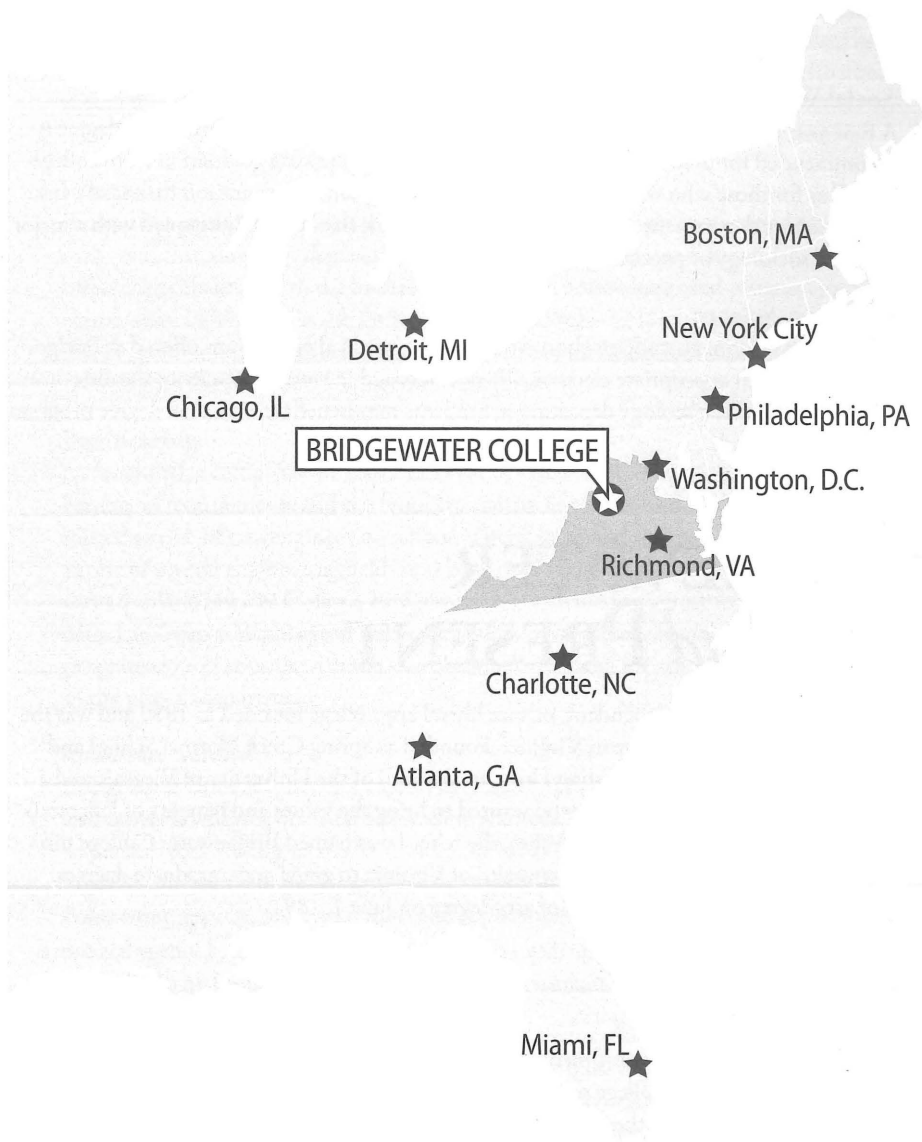 Boston, MA
New York City
Detroit, MI
Chicago, IL
Philadelphia, PA
BRIDGEWATER COLLEGE
Washington, D.C.
Richmond, VA
Charlotte, NC
Atlanta, GA
Miami, FL